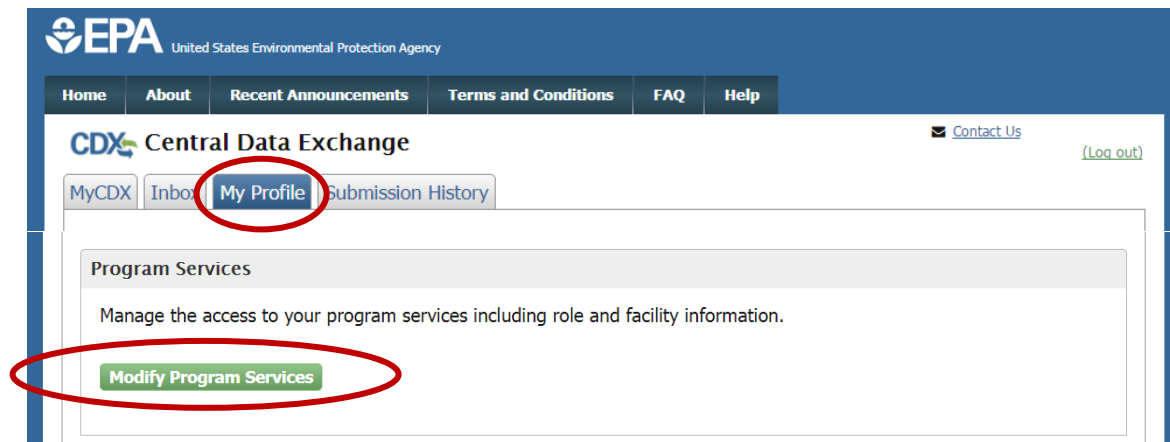 EPA United States Environmental Protection Agency
Home About Recent Announcements Terms and Conditions FAQ Help
CDX Central Data Exchange
Contact Us
(Log out)
MyCDX Inbox My Profile Submission History
Program Services
Manage the access to your program services including role and facility information.
Modify Program Services